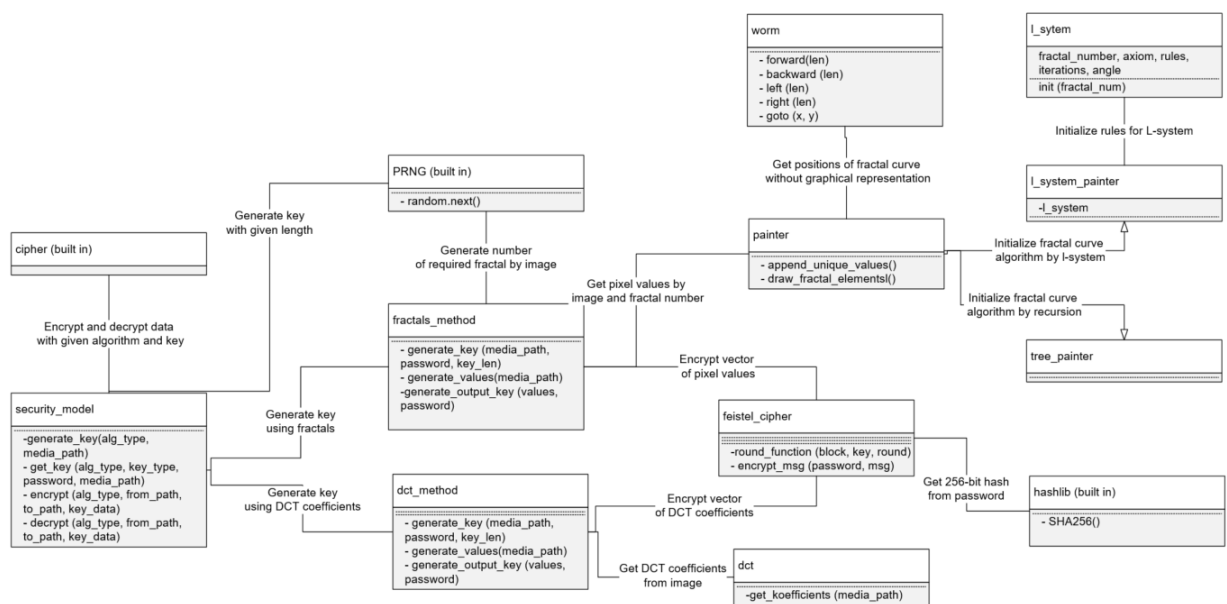 worm
- forward(len)
- backward (len)
- left (len)
- right (len)
- goto (x, y)
l_sytem
fractal_number, axiom, rules,
iterations, angle
init (fractal_num)
Initialize rules for L-system
Get positions of fractal curve
without graphical representation
PRNG (built in)
- random.next()
l_system_painter
-l_system
Generate key
with given length
cipher (built in)
Generate number
of required fractal by image
painter
- append_unique_values()
- draw_fractal_elementsl()
Initialize fractal curve
algorithm by l-system
Get pixel values by
image and fractal number
Initialize fractal curve
algorithm by recursion
Encrypt and decrypt data
with given algorithm and key
fractals_method
- generate_key (media_path,
password, key_len)
- generate_values(media_path)
-generate_output_key (values,
password)
tree_painter
Encrypt vector
of pixel values
security_model
-generate_key(alg_type,
media_path)
- get_key (alg_type, key_type,
password, media_path)
- encrypt (alg_type, from_path,
to_path, key_data)
- decrypt (alg_type, from_path,
to_path, key_data)
Generate key
using fractals
feistel_cipher
-round_function (block, key, round)
- encrypt_msg (password, msg)
Get 256-bit hash
from password
Generate key
using DCT coefficients
dct_method
- generate_key (media_path,
password, key_len)
- generate_values(media_path)
- generate_output_key (values,
password)
Encrypt vector
of DCT coefficients
hashlib (built in)
- SHA256()
Get DCT coefficients
from image
dct
-get_koefficients (media_path)